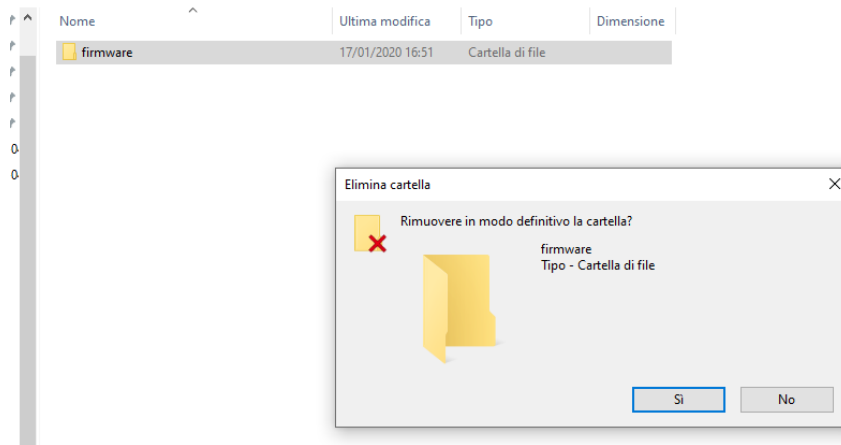 Nome Ultima modifica Tipo Dimensione
firmware 17/01/2020 16:51 Cartella di file
Elimina cartella
Rimuovere in modo definitivo la cartella?
firmware
Tipo - Cartella di file
Sì No